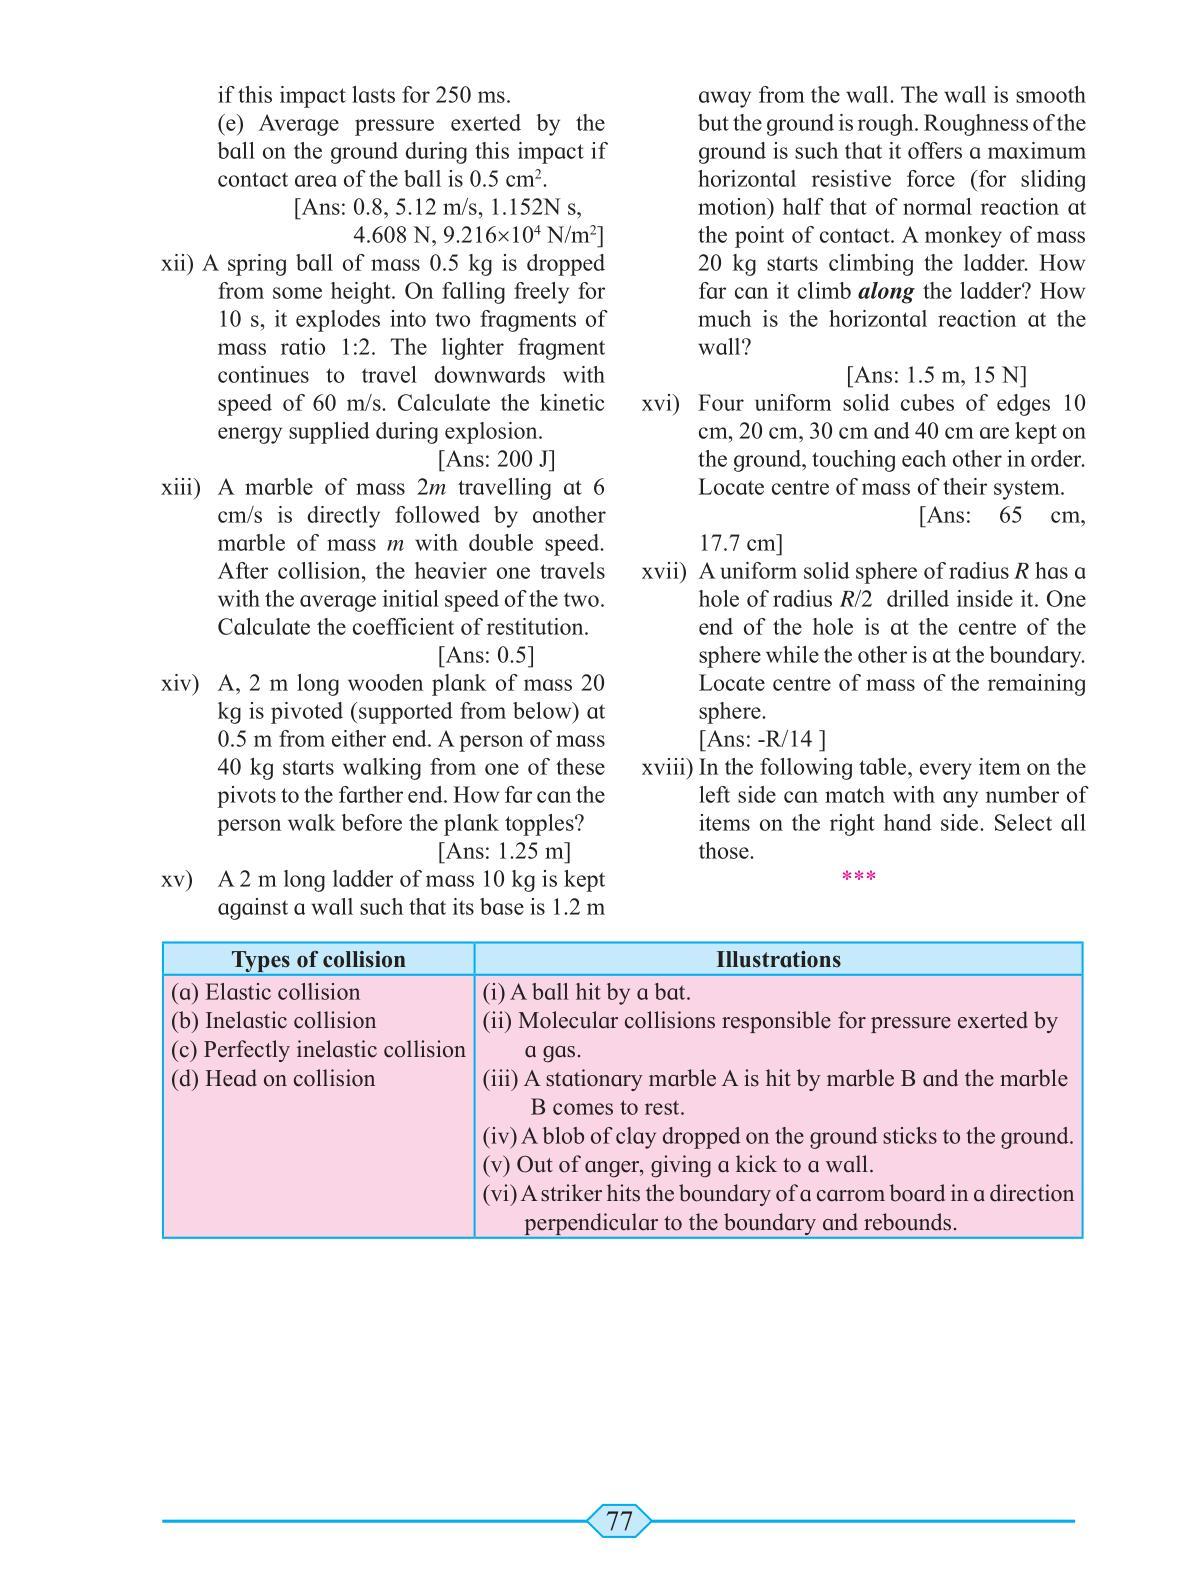 if this impact lasts for 250 ms.
(e) Average pressure exerted by the
ball on the ground during this impact if
contact area of the ball is 0.5 cm².
[Ans: 0.8, 5.12 m/s, 1.152N s,
4.608 N, 9.216×10⁴ N/m²]
xii) A spring ball of mass 0.5 kg is dropped
from some height. On falling freely for
10 s, it explodes into two fragments of
mass ratio 1:2. The lighter fragment
continues to travel downwards with
speed of 60 m/s. Calculate the kinetic
energy supplied during explosion.
[Ans: 200 J]
xiii) A marble of mass 2m travelling at 6
cm/s is directly followed by another
marble of mass m with double speed.
After collision, the heavier one travels
with the average initial speed of the two.
Calculate the coefficient of restitution.
[Ans: 0.5]
xiv) A, 2 m long wooden plank of mass 20
kg is pivoted (supported from below) at
0.5 m from either end. A person of mass
40 kg starts walking from one of these
pivots to the farther end. How far can the
person walk before the plank topples?
[Ans: 1.25 m]
xv) A 2 m long ladder of mass 10 kg is kept
against a wall such that its base is 1.2 m
away from the wall. The wall is smooth
but the ground is rough. Roughness of the
ground is such that it offers a maximum
horizontal resistive force (for sliding
motion) half that of normal reaction at
the point of contact. A monkey of mass
20 kg starts climbing the ladder. How
far can it climb along the ladder? How
much is the horizontal reaction at the
wall?
[Ans: 1.5 m, 15 N]
xvi) Four uniform solid cubes of edges 10
cm, 20 cm, 30 cm and 40 cm are kept on
the ground, touching each other in order.
Locate centre of mass of their system.
[Ans: 65 cm,
17.7 cm]
xvii) A uniform solid sphere of radius R has a
hole of radius R/2 drilled inside it. One
end of the hole is at the centre of the
sphere while the other is at the boundary.
Locate centre of mass of the remaining
sphere.
[Ans: -R/14 ]
xviii) In the following table, every item on the
left side can match with any number of
items on the right hand side. Select all
those.
***
Types of collision
(a) Elastic collision
(b) Inelastic collision
(c) Perfectly inelastic collision
(d) Head on collision
Illustrations
(i) A ball hit by a bat.
(ii) Molecular collisions responsible for pressure exerted by
a gas.
(iii) A stationary marble A is hit by marble B and the marble
B comes to rest.
(iv) A blob of clay dropped on the ground sticks to the ground.
(v) Out of anger, giving a kick to a wall.
(vi) A striker hits the boundary of a carrom board in a direction
perpendicular to the boundary and rebounds.
77